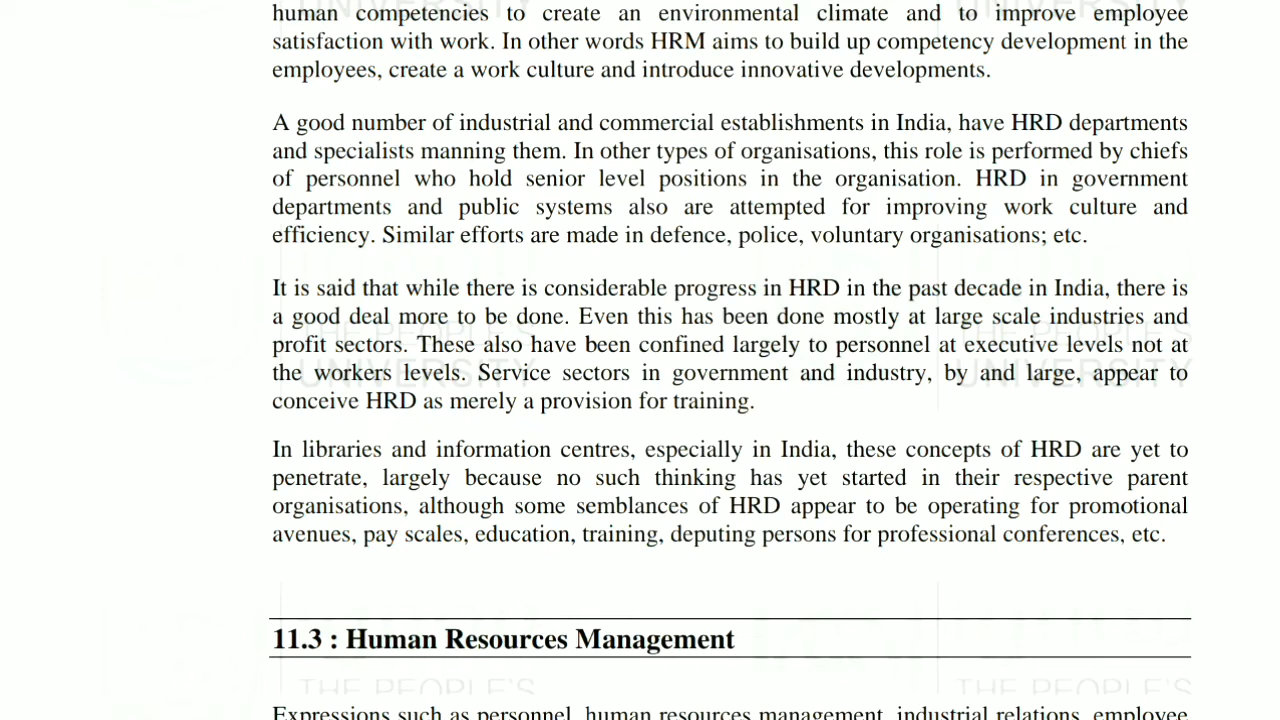 human competencies to create an environmental climate and to improve employee
satisfaction with work. In other words HRM aims to build up competency development in the
employees, create a work culture and introduce innovative developments.
A good number of industrial and commercial establishments in India, have HRD departments
and specialists manning them. In other types of organisations, this role is performed by chiefs
of personnel who hold senior level positions in the organisation. HRD in government
departments and public systems also are attempted for improving work culture and
efficiency. Similar efforts are made in defence, police, voluntary organisations; etc.
It is said that while there is considerable progress in HRD in the past decade in India, there is
a good deal more to be done. Even this has been done mostly at large scale industries and
profit sectors. These also have been confined largely to personnel at executive levels not at
the workers levels. Service sectors in government and industry, by and large, appear to
conceive HRD as merely a provision for training.
In libraries and information centres, especially in India, these concepts of HRD are yet to
penetrate, largely because no such thinking has yet started in their respective parent
organisations, although some semblances of HRD appear to be operating for promotional
avenues, pay scales, education, training, deputing persons for professional conferences, etc.
11.3 : Human Resources Management
Expressions such as personnel, human resources management, industrial relations, employee
UNIVERSITY
UNIVERSITY
THE PEOPLE'S
UNIVERSITY
THE PEOPLE'S
UNIVERSITY
THE PEOPLE'S
THE PEOPLE'S